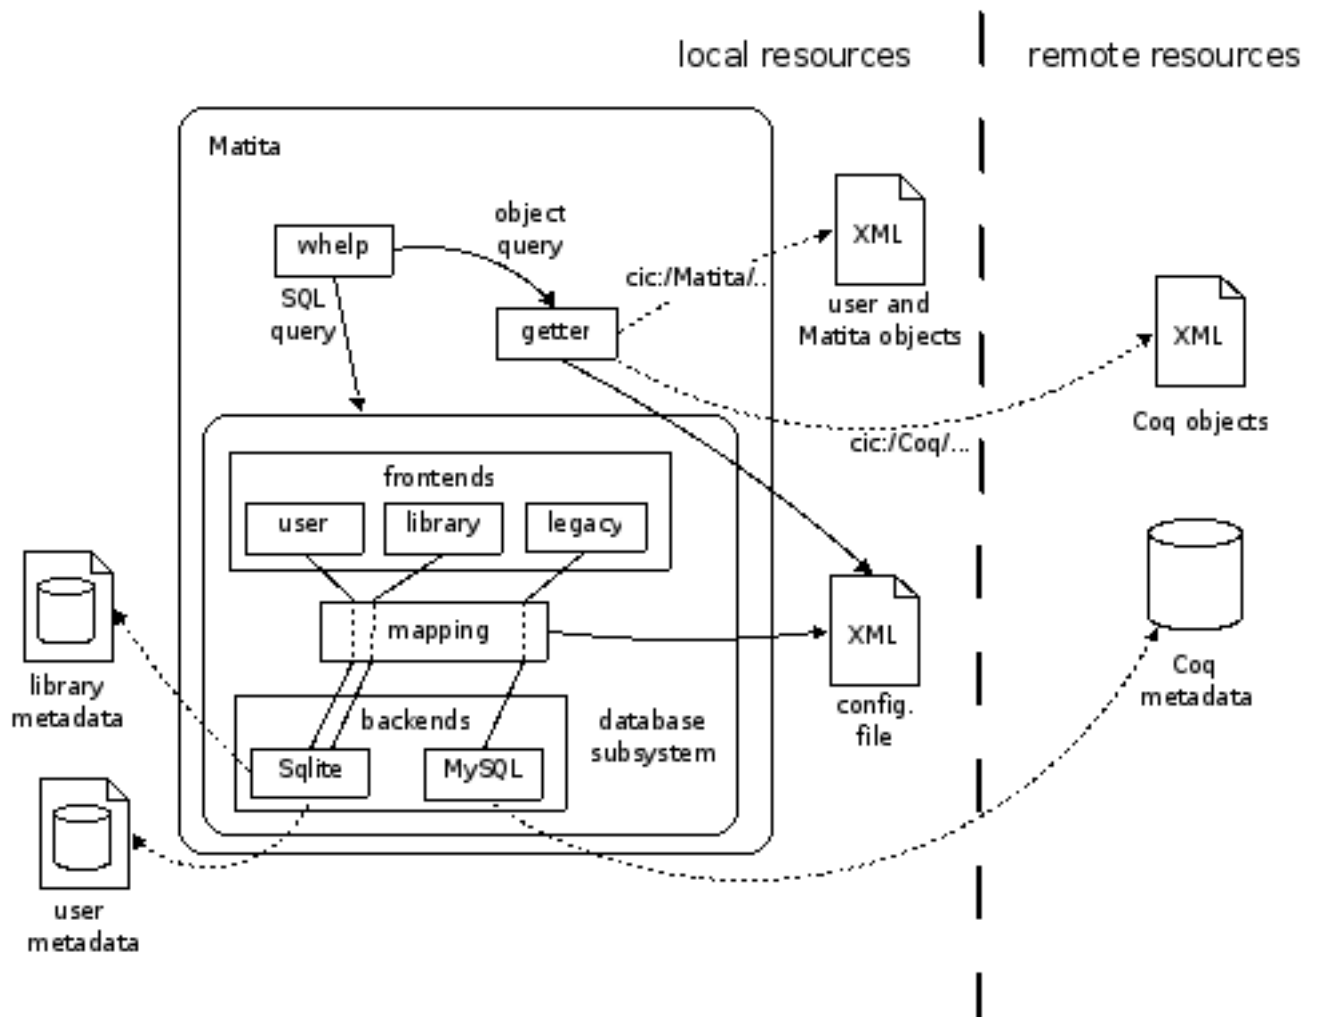 local resources
remote resources
Matita
object
query
whelp
XML
cic:/Matita/..
SQL
query
getter
user and
Matita objects
XML
Coq objects
cic:/Coq/...
frontends
user
library
legacy
mapping
XML
library
metadata
Coq
metadata
config.
file
backends
database
subsystem
Sqlite
MySQL
user
metadata